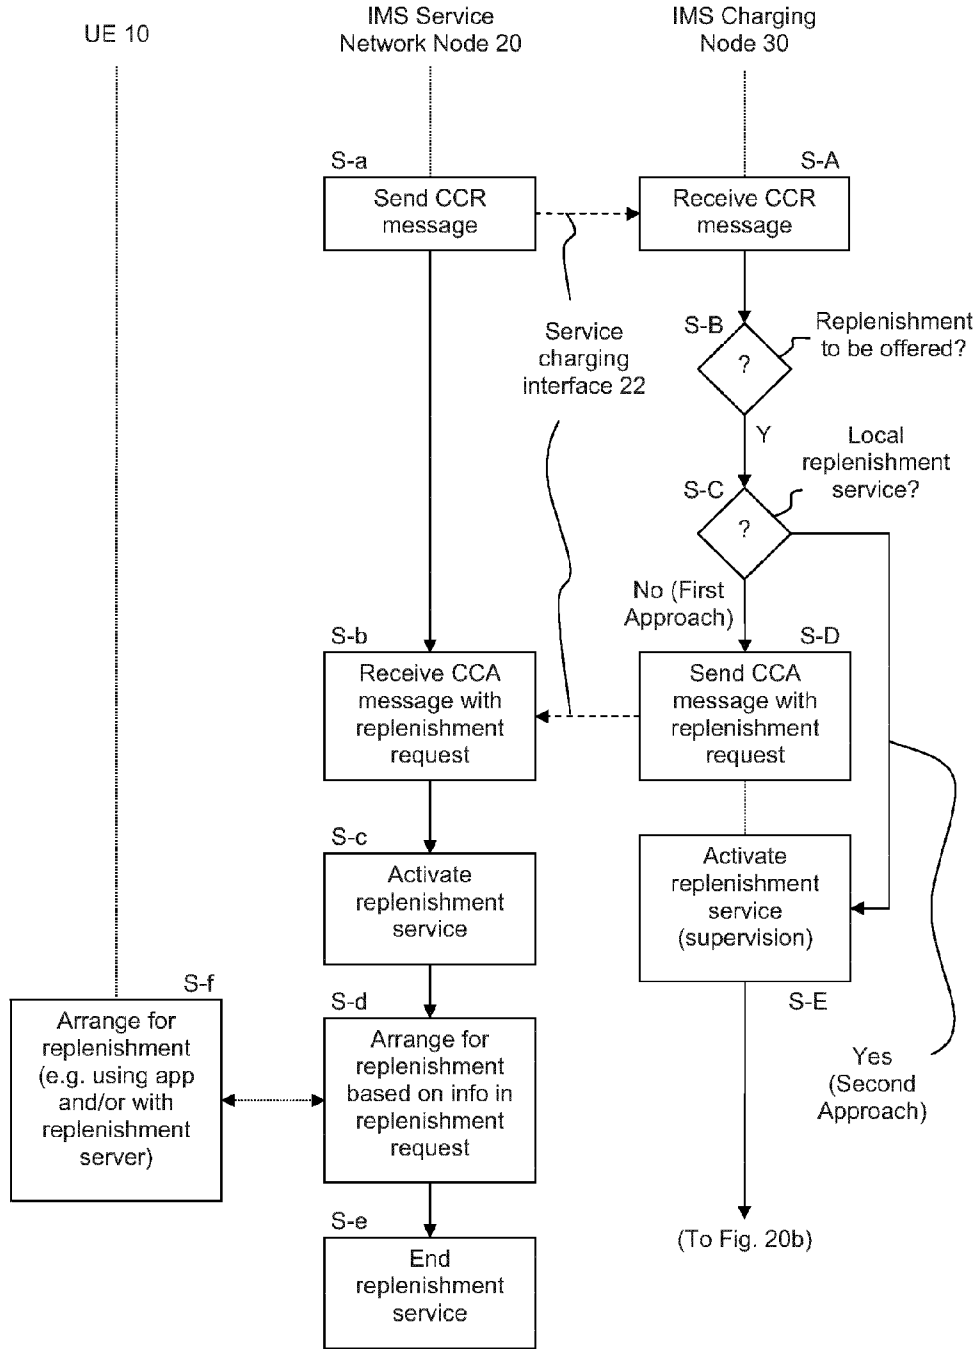 UE 10
IMS Service
Network Node 20
IMS Charging
Node 30
S-a
Send CCR
message
S-A
Receive CCR
message
S-B
?
Replenishment
to be offered?
Service
charging
interface 22
Y
Local
replenishment
service?
S-C
?
No (First
Approach)
S-b
Receive CCA
message with
replenishment
request
S-D
Send CCA
message with
replenishment
request
S-c
Activate
replenishment
service
Activate
replenishment
service
(supervision)
S-E
S-f
Arrange for
replenishment
(e.g. using app
and/or with
replenishment
server)
S-d
Arrange for
replenishment
based on info in
replenishment
request
Yes
(Second
Approach)
S-e
End
replenishment
service
(To Fig. 20b)